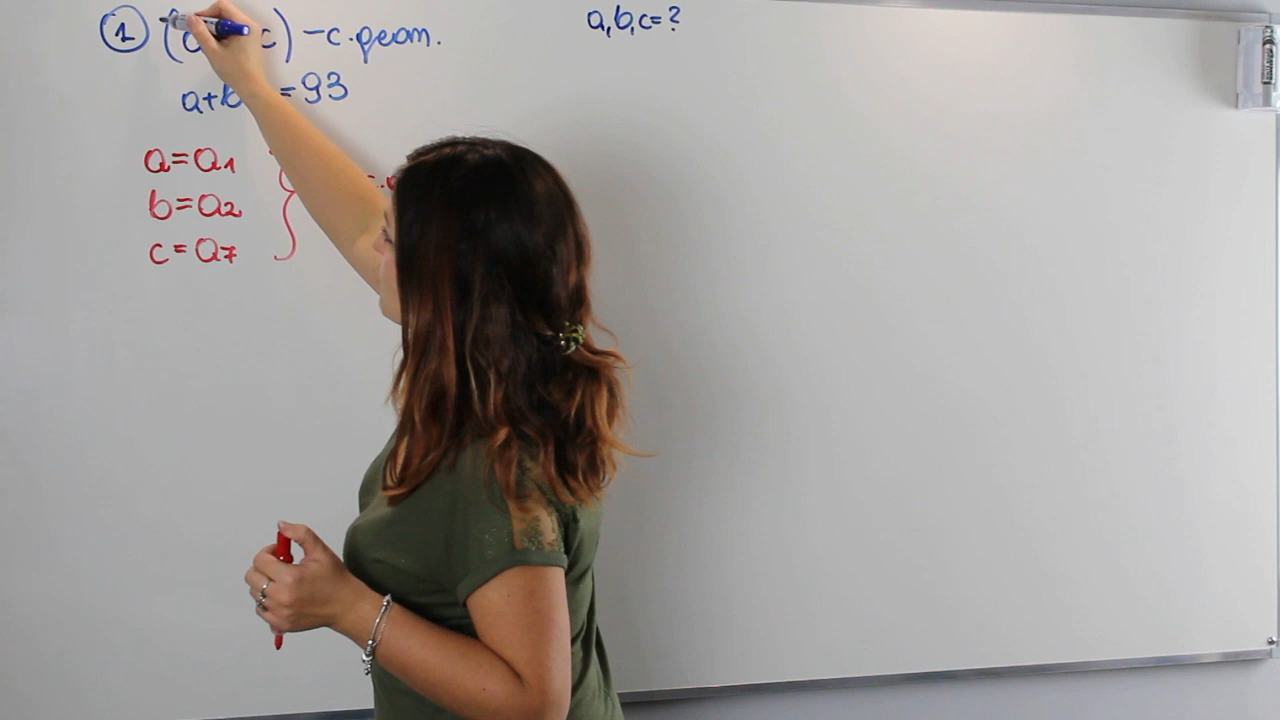 ① ( c) - c.geom.
a+b =93
a=a1
b=a2
c=a7
a,b,c=?